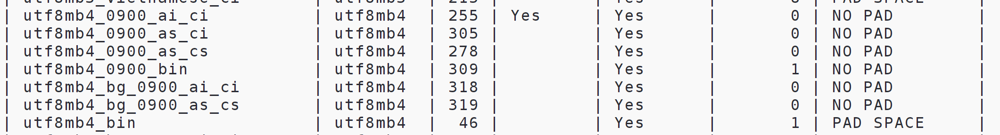 | utf8mb3_vietnamese_ci | utf8mb3 | 215 | | Yes | 8 | PAD SPACE |
| utf8mb4_0900_ai_ci | utf8mb4 | 255 | Yes | Yes | 0 | NO PAD |
| utf8mb4_0900_as_ci | utf8mb4 | 305 | | Yes | 0 | NO PAD |
| utf8mb4_0900_as_cs | utf8mb4 | 278 | | Yes | 0 | NO PAD |
| utf8mb4_0900_bin | utf8mb4 | 309 | | Yes | 1 | NO PAD |
| utf8mb4_bg_0900_ai_ci | utf8mb4 | 318 | | Yes | 0 | NO PAD |
| utf8mb4_bg_0900_as_cs | utf8mb4 | 319 | | Yes | 0 | NO PAD |
| utf8mb4_bin | utf8mb4 | 46 | | Yes | 1 | PAD SPACE |